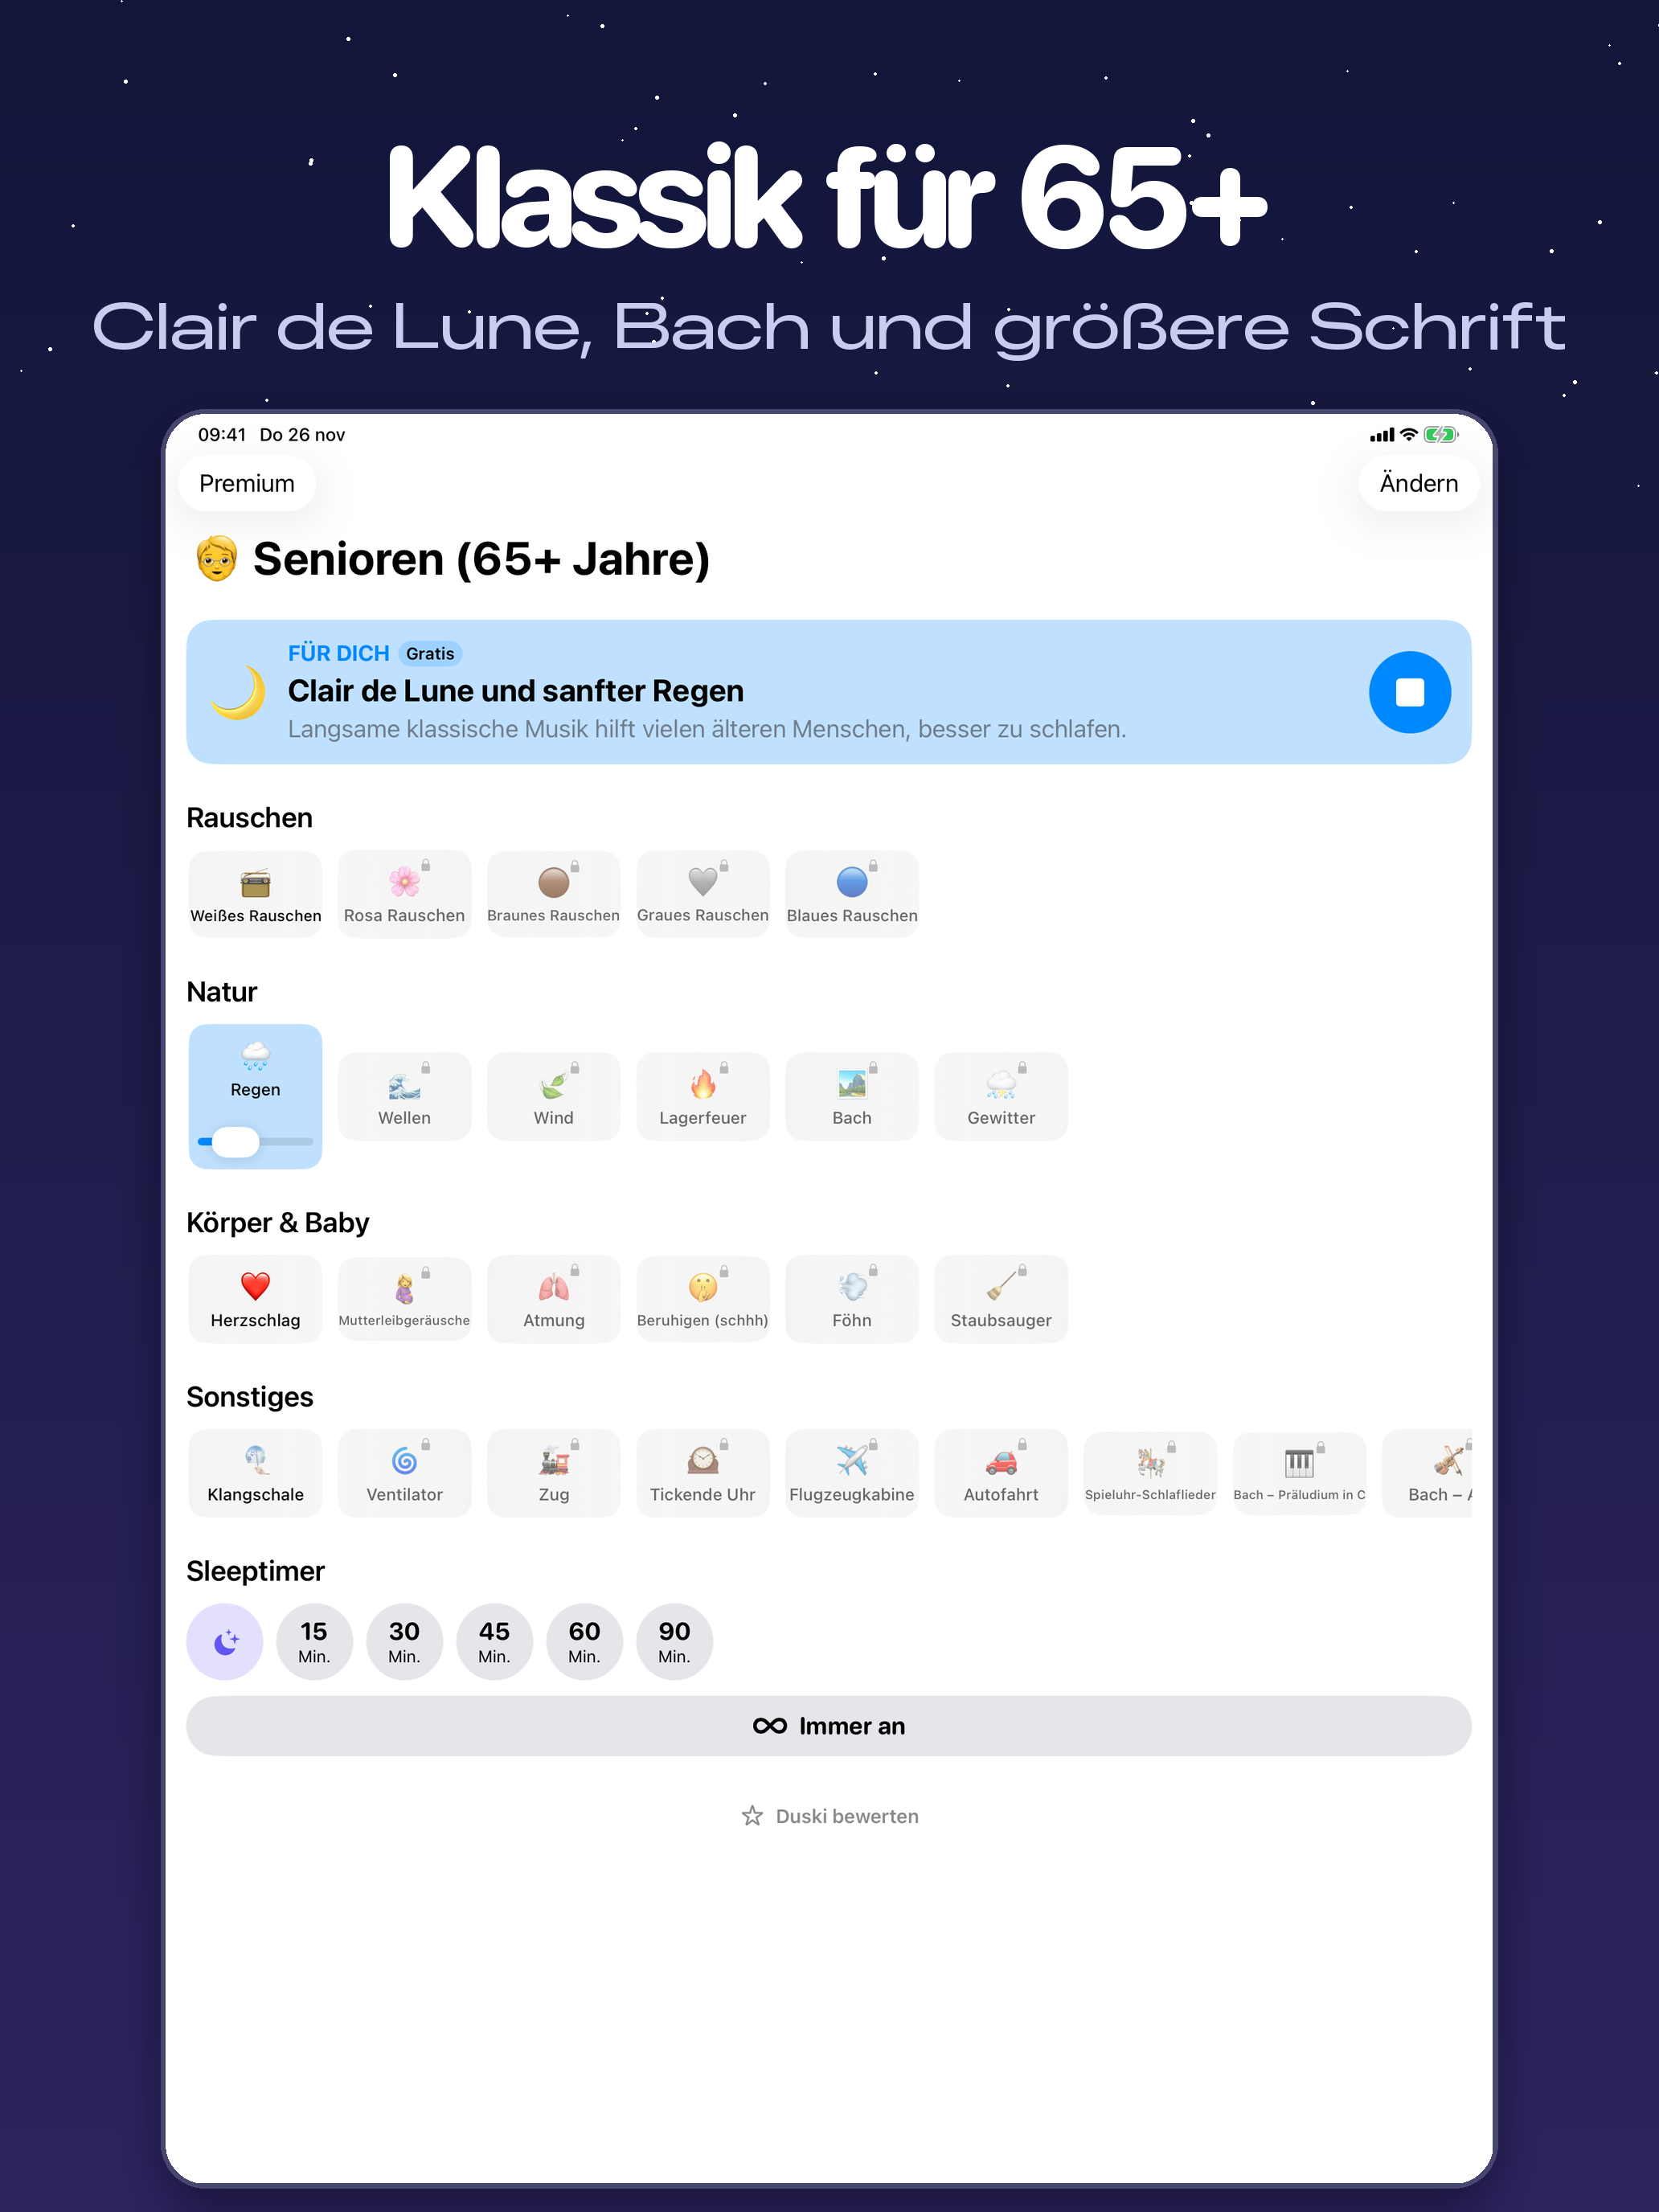 Klassik für 65+
Clair de Lune, Bach und größere Schrift
09:41 Do 26 nov
Premium
Ändern
Senioren (65+ Jahre)
FÜR DICH Gratis
Clair de Lune und sanfter Regen
Langsame klassische Musik hilft vielen älteren Menschen, besser zu schlafen.
Rauschen
Weißes Rauschen Rosa Rauschen Braunes Rauschen Graues Rauschen Blaues Rauschen
Natur
Regen Wellen Wind Lagerfeuer Bach Gewitter
Körper & Baby
Herzschlag Mutterleibgeräusche Atmung Beruhigen (schhh) Föhn Staubsauger
Sonstiges
Klangschale Ventilator Zug Tickende Uhr Flugzeugkabine Autofahrt Spieluhr-Schlaflieder Bach – Präludium in C Bach –
Sleeptimer
15 30 45 60 90
Min. Min. Min. Min. Min.
Immer an
Duski bewerten